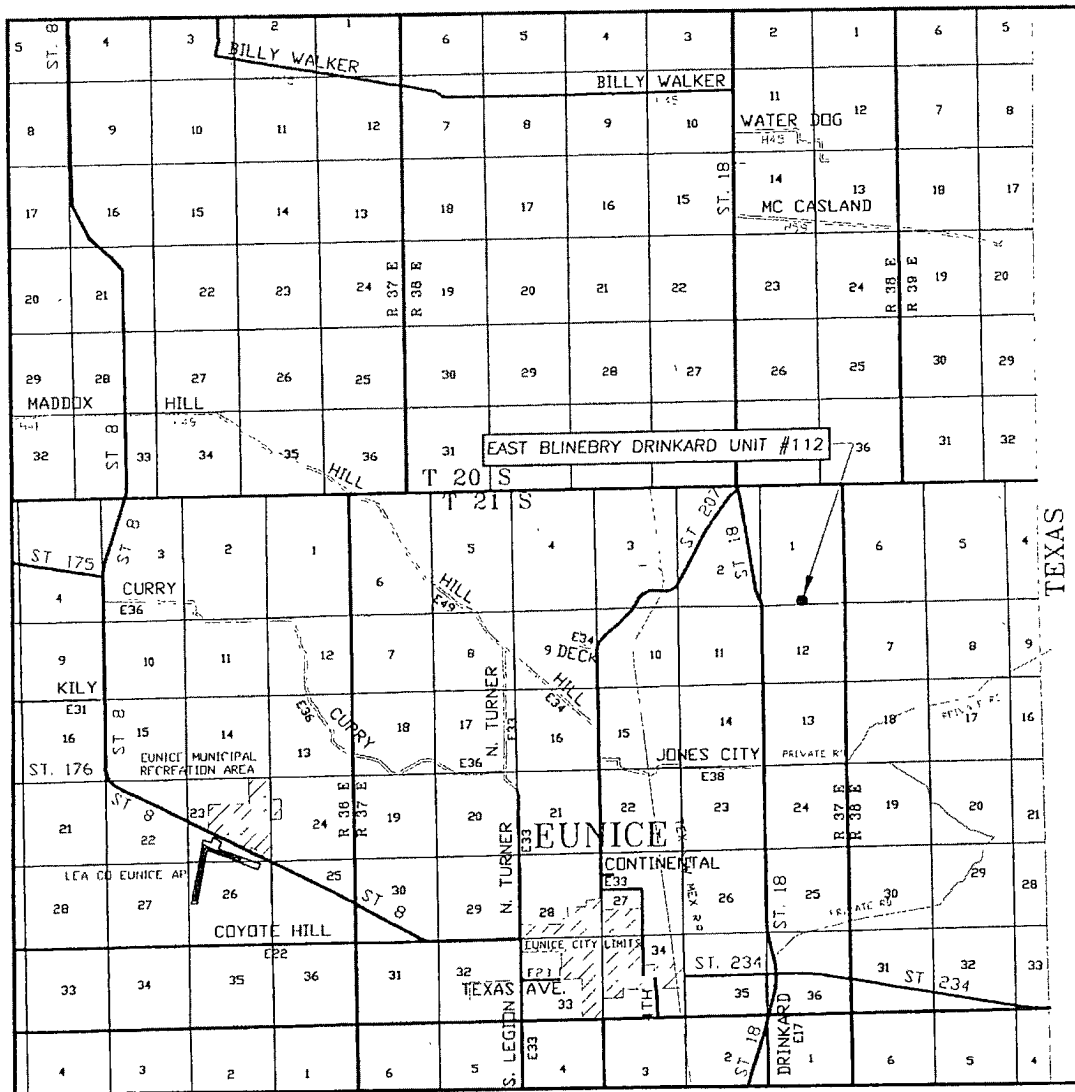 5 ST. 8 4 3 2 1 6 5 4 3 2 1 6 5
BILLY WALKER
BILLY WALKER
8 9 10 11 12 7 8 9 10 11 12 7 8
WATER DOG
H45
17 16 15 14 13 18 17 16 15 ST. 18 14 13 18 17
MC CASLAND
20 21 22 23 24 R 37 E R 38 E 19 20 21 22 23 24 R 38 E R 39 E 19 20
29 28 27 26 25 30 29 28 27 26 25 30 29
MADDOX HILL
32 ST 8 33 34 35 36 31 36 31 32
HILL
EAST BLINEBRY DRINKARD UNIT #112
T 20 S
T 21 S
ST 207
ST 175 ST 8 3 2 1 5 4 3 2 ST 18 1 6 5 4
TEXAS
4 CURRY 6 HILL
E36 E49
9 10 11 12 7 8 9 E34 DECK 10 11 12 7 8 9
KILY HILL
E31 E36 E34
16 ST 8 15 14 13 CURRY 18 17 N. TURNER E33 16 15 14 13 18 17 16
PRIVATE RD
EUNICE MUNICIPAL
RECREATION AREA
JONES CITY PRIVATE RD
ST. 176 E36 E38
ST 8
21 22 23 24 R 36 E R 37 E 19 20 21 22 23 24 R 37 E R 38 E 19 20 21
N. TURNER E33
EUNICE
CONTINENTAL
E33
LEA CO EUNICE AP
28 27 26 25 30 ST 8 29 28 27 26 ST. 18 25 30 29 28
PRIVATE RD
COYOTE HILL
E22
EUNICE CITY LIMITS
33 34 35 36 31 32 33 34 35 36 31 32 33
E23
TEXAS AVE.
ST. 234
ST 234
S. LEGION E33
ST 18
DRINKARD E17
4 3 2 1 6 5 4 3 2 1 6 5 4